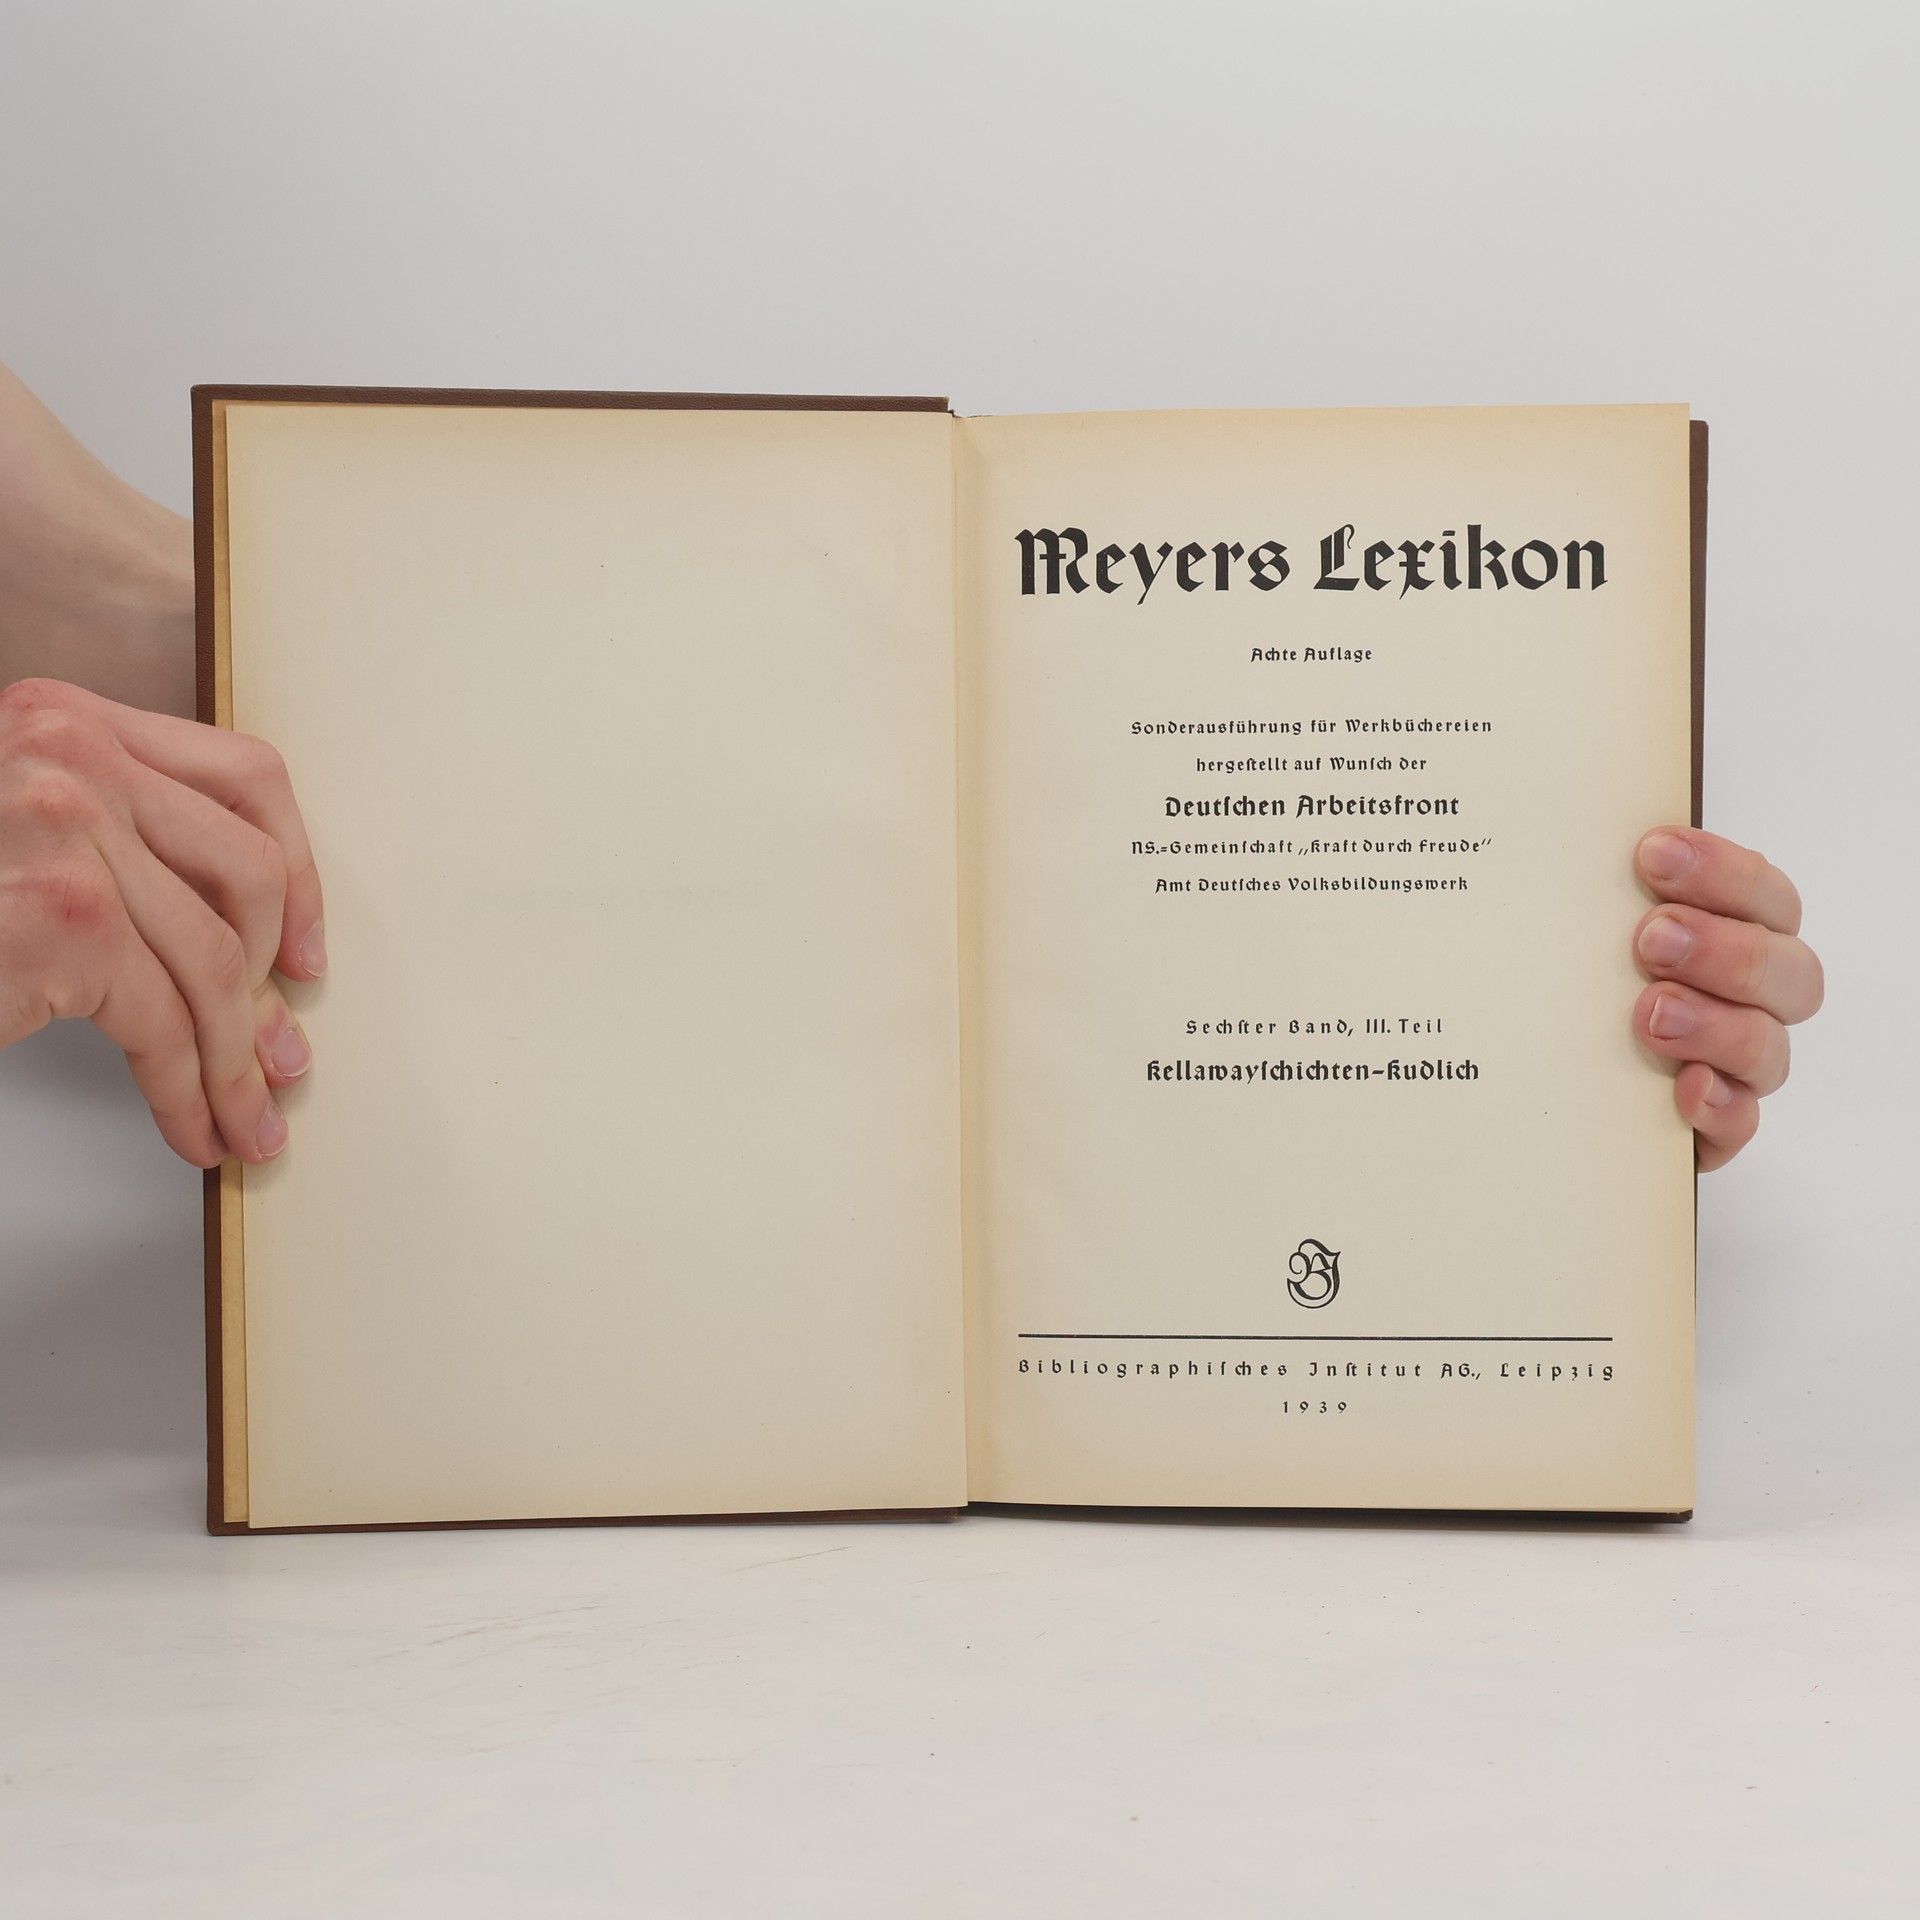 Meyers Lexikon
Achte Auflage
Sonderausführung für Werkbüchereien
hergeſtellt auf Wunſch der
Deutſchen Arbeitsfront
NS.=Gemeinſchaft „Kraft durch Freude“
Amt Deutſches Volksbildungswerk
Sechſter Band, III. Teil
Kellawayſchichten–Kudlich
BI
Bibliographiſches Inſtitut AG., Leipzig
1939